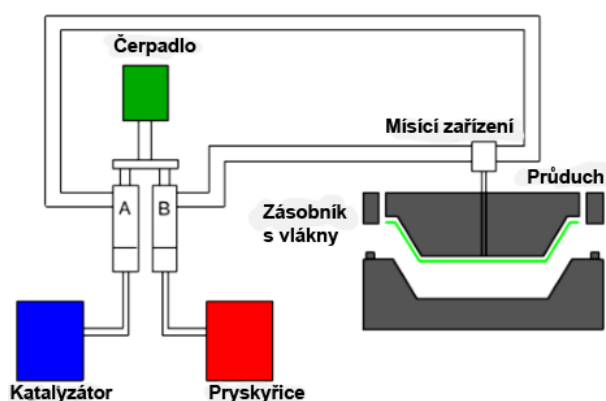 Čerpadlo
Mísící zařízení
Průduch
A B
Zásobník
s vlákny
Katalyzátor
Pryskyřice